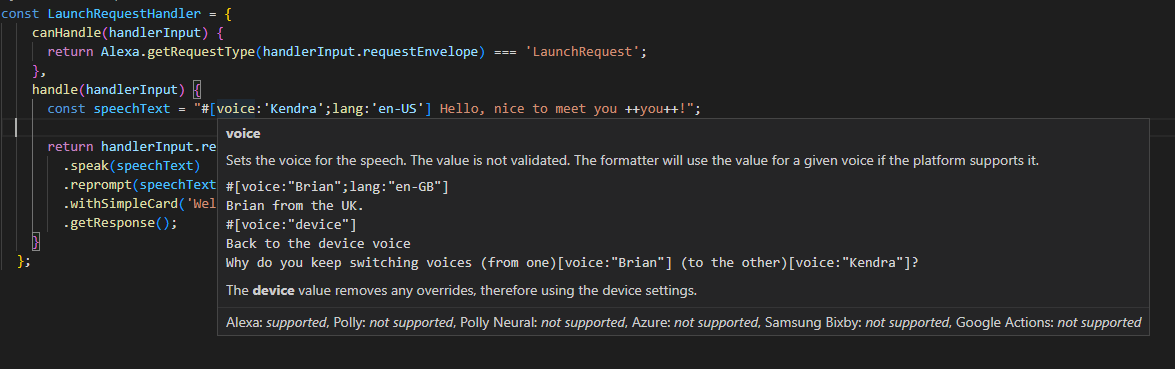 const LaunchRequestHandler = {
canHandle(handlerInput) {
return Alexa.getRequestType(handlerInput.requestEnvelope) === 'LaunchRequest';
},
handle(handlerInput) {
const speechText = "#[voice:'Kendra';lang:'en-US'] Hello, nice to meet you ++you++!";
return handlerInput.re
.speak(speechText)
.reprompt(speechText
.withSimpleCard('Wel
.getResponse();
}
};
voice
Sets the voice for the speech. The value is not validated. The formatter will use the value for a given voice if the platform supports it.
#[voice:"Brian";lang:"en-GB"]
Brian from the UK.
#[voice:"device"]
Back to the device voice
Why do you keep switching voices (from one)[voice:"Brian"] (to the other)[voice:"Kendra"]?
The device value removes any overrides, therefore using the device settings.
Alexa: supported, Polly: not supported, Polly Neural: not supported, Azure: not supported, Samsung Bixby: not supported, Google Actions: not supported